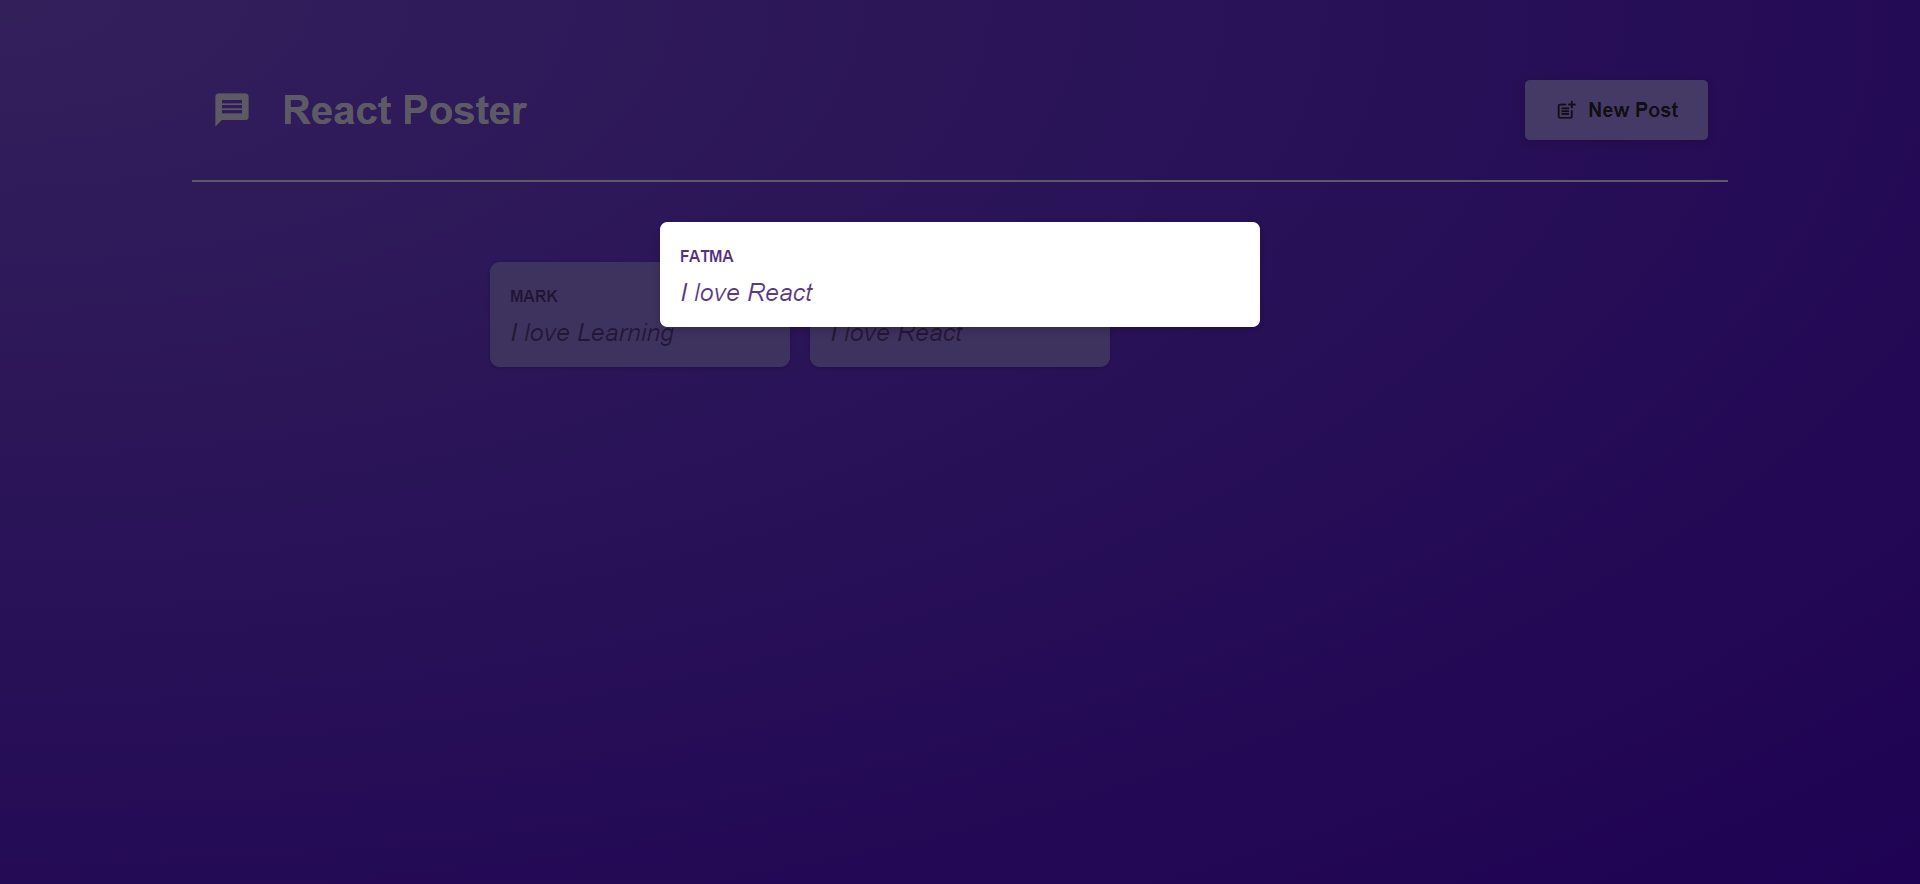 React Poster
New Post
FATMA
I love React
MARK
I love Learning
I love React